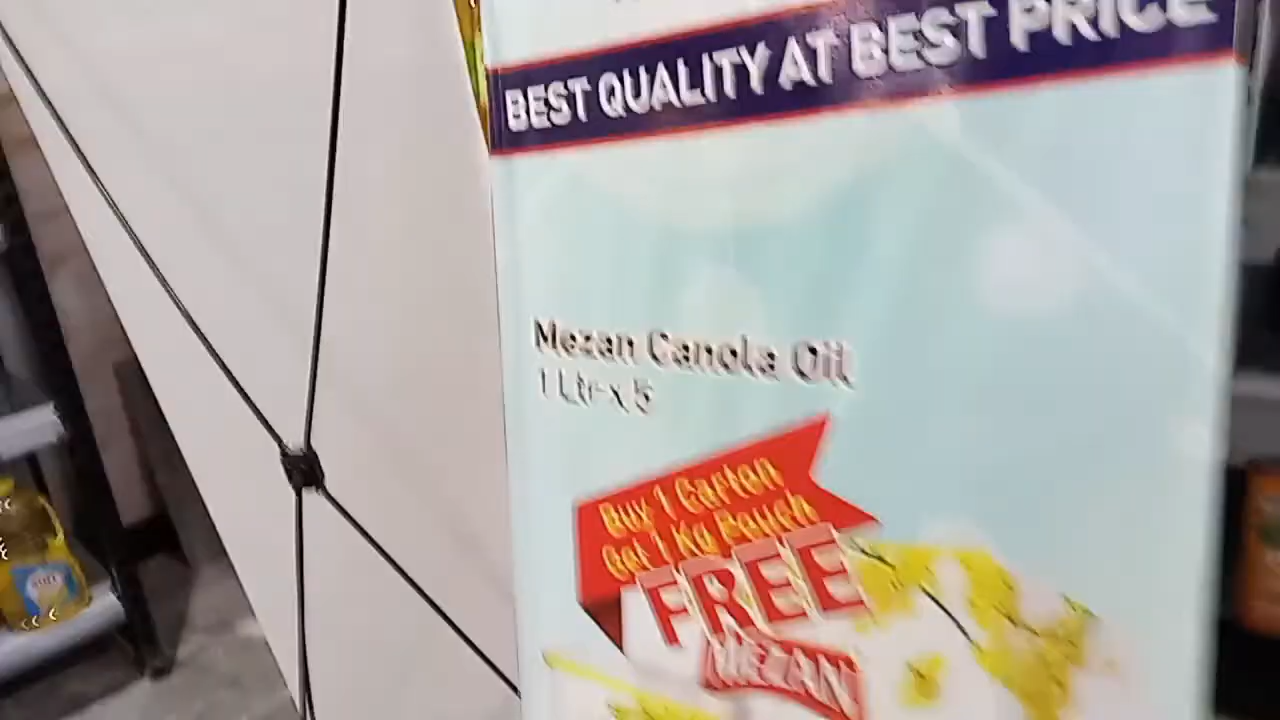 BEST QUALITY AT BEST PRICE
Mezan Canola Oil
1 Ltr x 5
Buy 1 Carton
Get 1 Kg Pouch
FREE
MEZAN